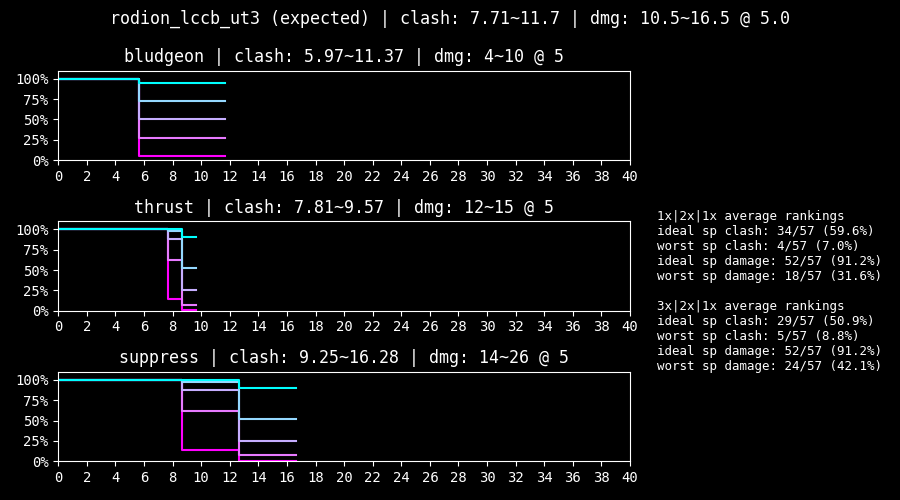 rodion_lccb_ut3 (expected) | clash: 7.71~11.7 | dmg: 10.5~16.5 @ 5.0
bludgeon | clash: 5.97~11.37 | dmg: 4~10 @ 5
100%
75%
50%
25%
0%
0 2 4 6 8 10 12 14 16 18 20 22 24 26 28 30 32 34 36 38 40
thrust | clash: 7.81~9.57 | dmg: 12~15 @ 5
100%
75%
50%
25%
0%
0 2 4 6 8 10 12 14 16 18 20 22 24 26 28 30 32 34 36 38 40
suppress | clash: 9.25~16.28 | dmg: 14~26 @ 5
100%
75%
50%
25%
0%
0 2 4 6 8 10 12 14 16 18 20 22 24 26 28 30 32 34 36 38 40
1x|2x|1x average rankings
ideal sp clash: 34/57 (59.6%)
worst sp clash: 4/57 (7.0%)
ideal sp damage: 52/57 (91.2%)
worst sp damage: 18/57 (31.6%)
3x|2x|1x average rankings
ideal sp clash: 29/57 (50.9%)
worst sp clash: 5/57 (8.8%)
ideal sp damage: 52/57 (91.2%)
worst sp damage: 24/57 (42.1%)